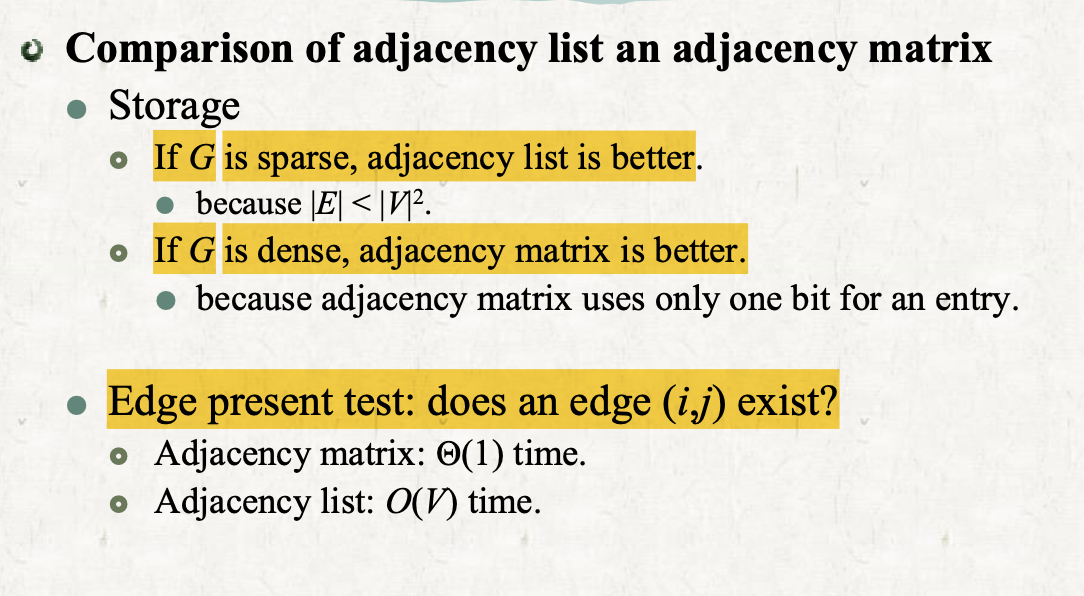 Comparison of adjacency list an adjacency matrix
Storage
If G is sparse, adjacency list is better.
because |E| < |V|².
If G is dense, adjacency matrix is better.
because adjacency matrix uses only one bit for an entry.
Edge present test: does an edge (i,j) exist?
Adjacency matrix: Θ(1) time.
Adjacency list: O(V) time.